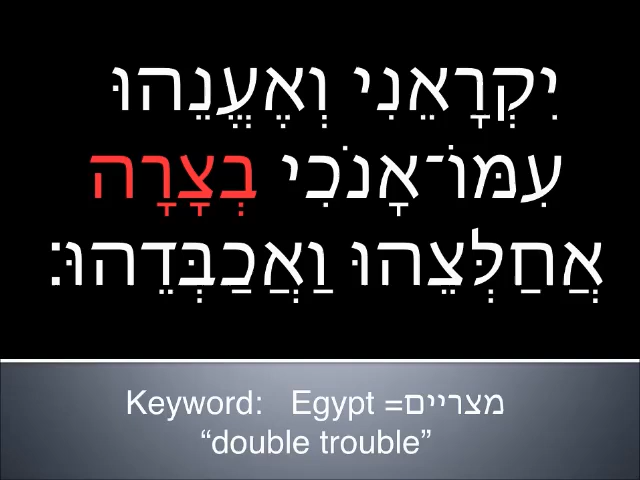 יִקְרָאֵנִי וְאֶעֱנֵהוּ
עִמּוֹ־אָנֹכִי בְצָרָה
אֲחַלְּצֵהוּ וַאֲכַבְּדֵהוּ׃
Keyword: Egypt =מצריים
“double trouble”